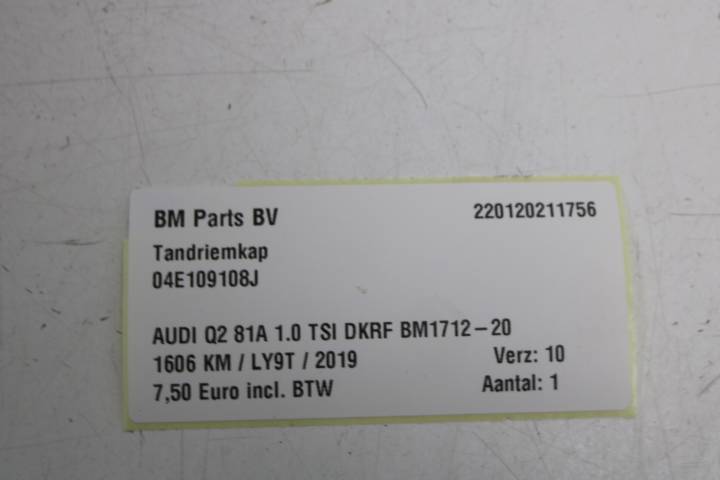 BM Parts BV 220120211756
Tandriemkap
04E109108J
AUDI Q2 81A 1.0 TSI DKRF BM1712-20
1606 KM / LY9T / 2019 Verz: 10
7,50 Euro incl. BTW Aantal: 1